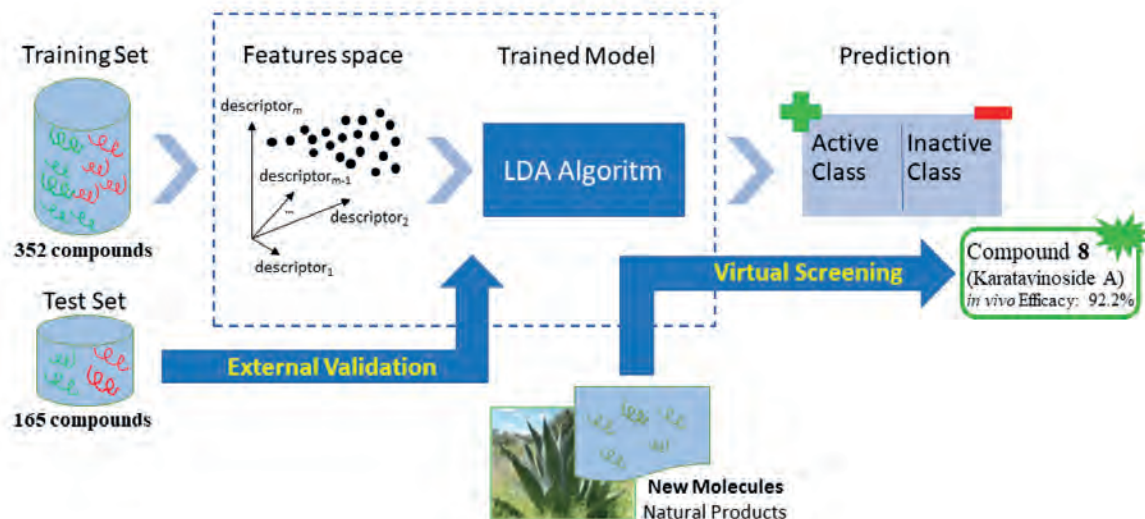 Training Set
352 compounds
Test Set
165 compounds
Features space
descriptorₘ
descriptorₘ₋₁
...
descriptor₂
descriptor₁
Trained Model
LDA Algoritm
Prediction
Active
Class
Inactive
Class
External Validation
Virtual Screening
Compound 8
(Karatavinoside A)
in vivo Efficacy: 92.2%
New Molecules
Natural Products